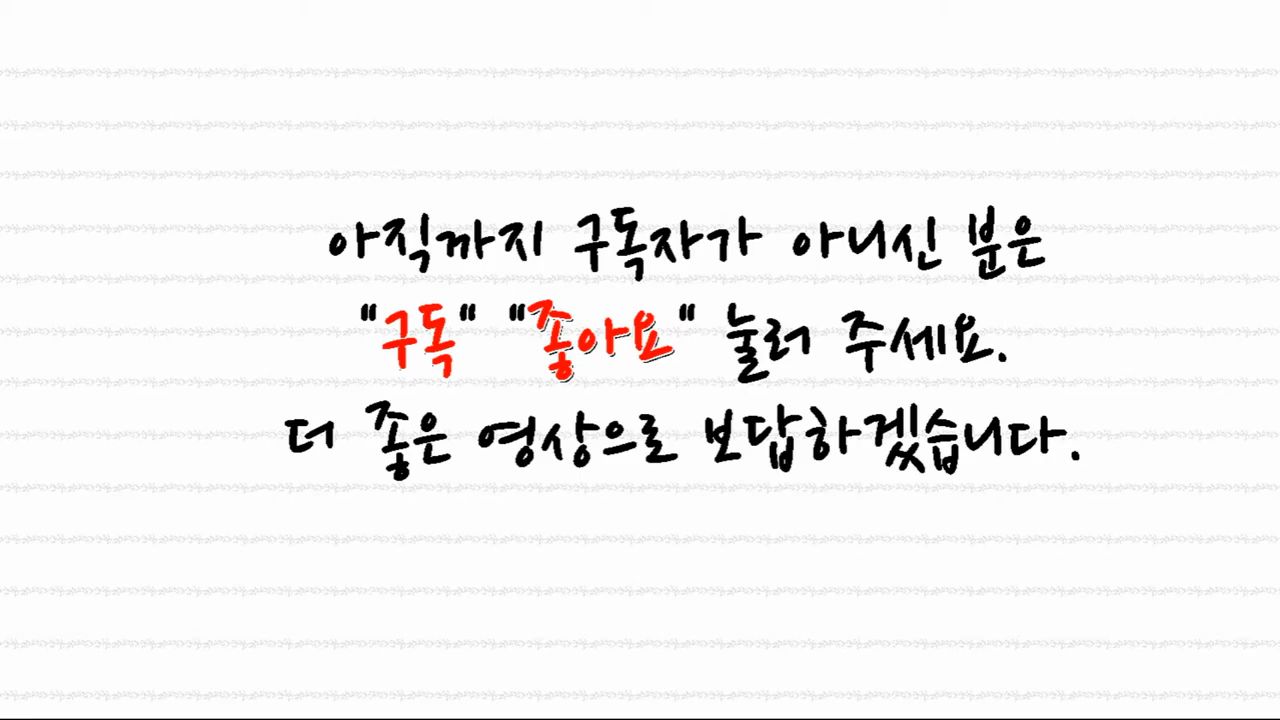 아직까지 구독자가 아니신 분은
"구독" "좋아요" 눌러 주세요.
더 좋은 영상으로 보답하겠습니다.